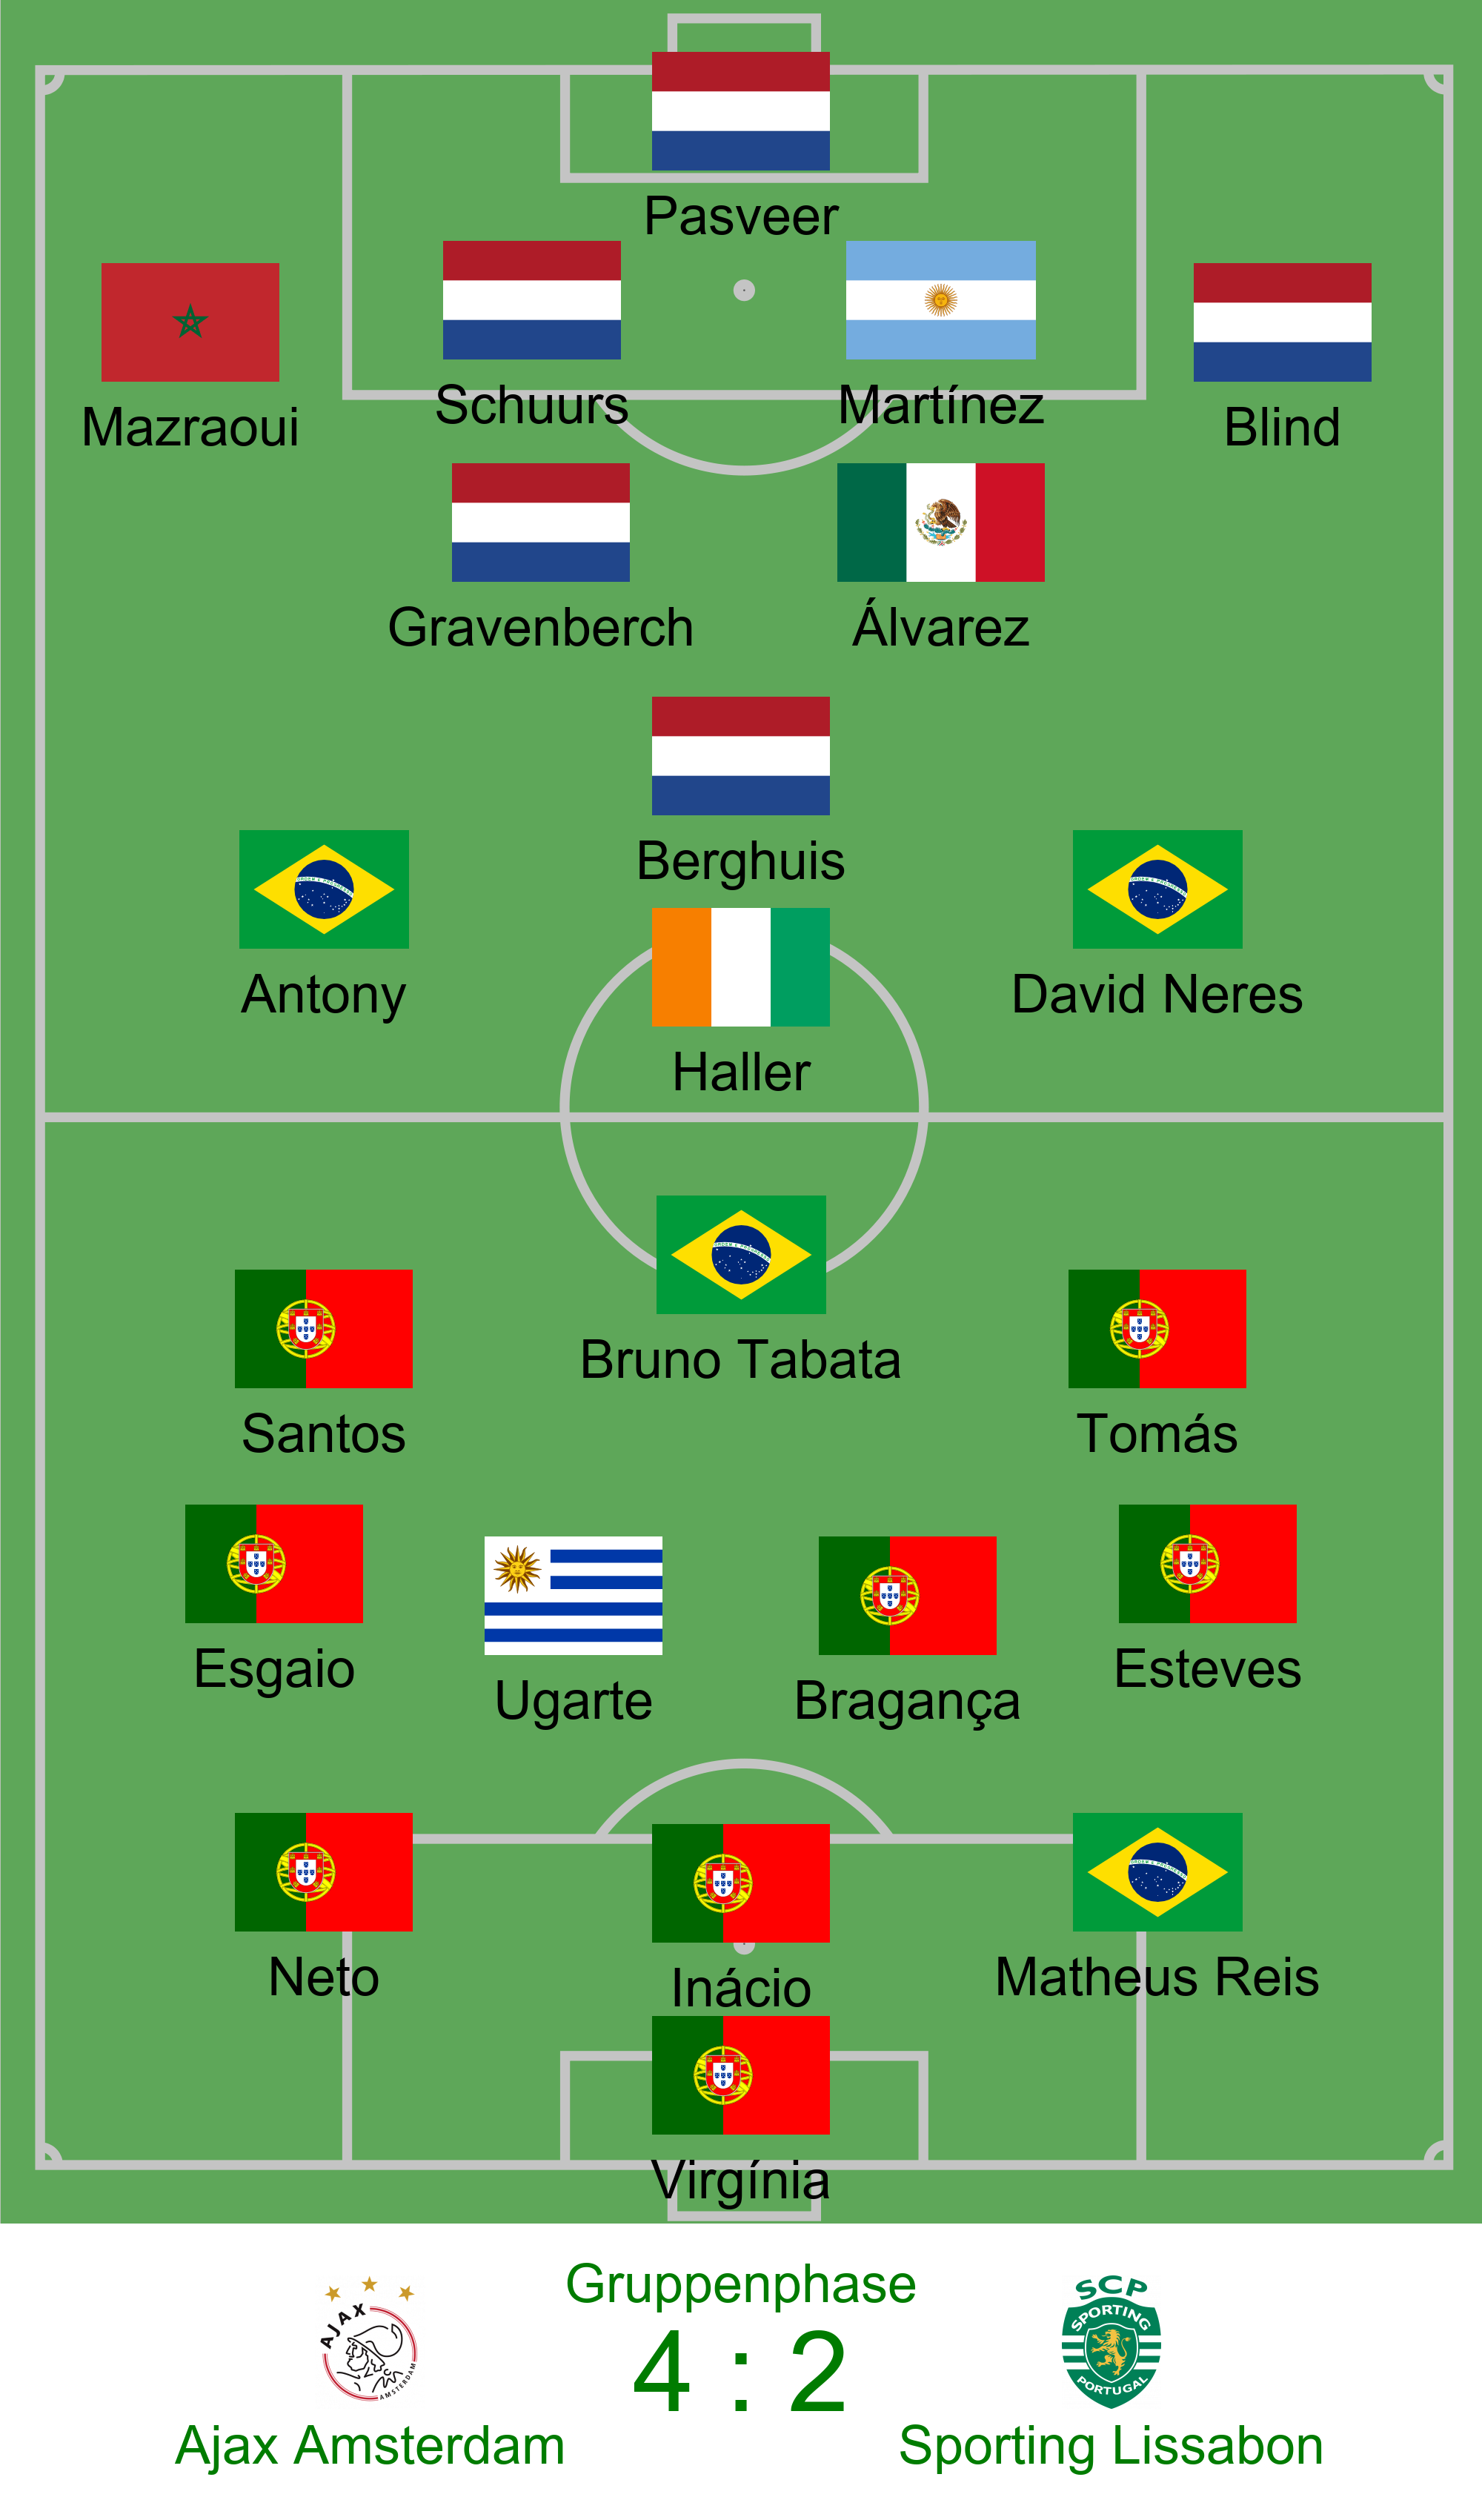 Pasveer
Mazraoui
Schuurs
Martínez
Blind
Gravenberch
Álvarez
Berghuis
Antony
David Neres
Haller
Bruno Tabata
Santos
Tomás
Esgaio
Ugarte
Bragança
Esteves
Neto
Inácio
Matheus Reis
Virgínia
Gruppenphase
4 : 2
AJAX
AMSTERDAM
SCP
SPORTING
PORTUGAL
Ajax Amsterdam
Sporting Lissabon